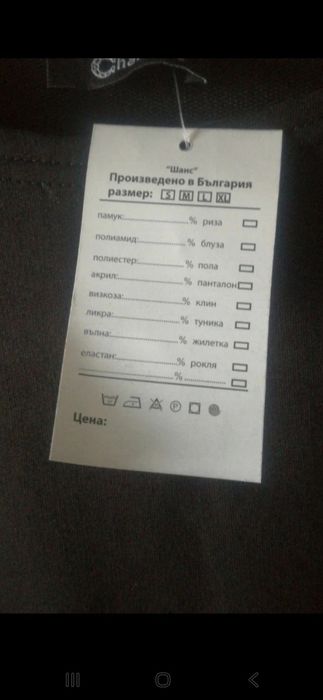 "Шанс"
Произведено в България
размер: S M L XL
памук:..............% риза
полиамид:..............% блуза
полиестер:..............% пола
акрил:..............% панталон
вискоза:..............% клин
ликра:..............% туника
вълна:..............% жилетка
еластан:..............% рокля
..............% ..............
P
Цена: